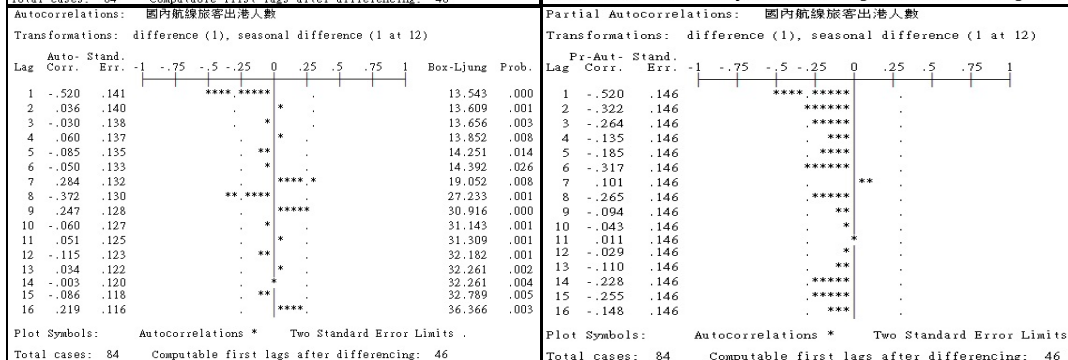 Total cases: 84 Computable first lags after differencing: 46
Autocorrelations: 國內航線旅客出港人數
Transformations: difference (1), seasonal difference (1 at 12)
Auto- Stand.
Lag Corr. Err. -1 -.75 -.5 -.25 0 .25 .5 .75 1 Box-Ljung Prob.
1 -.520 .141 ****.***** . 13.543 .000
2 .036 .140 . * . 13.609 .001
3 -.030 .138 . * . 13.656 .003
4 .060 .137 . * . 13.852 .008
5 -.085 .135 . ** . 14.251 .014
6 -.050 .133 . * . 14.392 .026
7 .284 .132 . ****.* 19.052 .008
8 -.372 .130 **.**** . 27.233 .001
9 .247 .128 . ***** 30.916 .000
10 -.060 .127 . * . 31.143 .001
11 .051 .125 . * . 31.309 .001
12 -.115 .123 . ** . 32.182 .001
13 .034 .122 . * . 32.261 .002
14 -.003 .120 . * . 32.261 .004
15 -.086 .118 . ** . 32.789 .005
16 .219 .116 . ****. 36.366 .003
Plot Symbols: Autocorrelations * Two Standard Error Limits .
Total cases: 84 Computable first lags after differencing: 46
Partial Autocorrelations: 國內航線旅客出港人數
Transformations: difference (1), seasonal difference (1 at 12)
Pr-Aut- Stand.
Lag Corr. Err. -1 -.75 -.5 -.25 0 .25 .5 .75 1
1 -.520 .146 ****.***** .
2 -.322 .146 ****** .
3 -.264 .146 .***** .
4 -.135 .146 . *** .
5 -.185 .146 . **** .
6 -.317 .146 ****** .
7 .101 .146 . ** .
8 -.265 .146 .***** .
9 -.094 .146 . ** .
10 -.043 .146 . * .
11 .011 .146 . * .
12 -.029 .146 . * .
13 -.110 .146 . ** .
14 -.228 .146 .***** .
15 -.255 .146 .***** .
16 -.148 .146 . *** .
Plot Symbols: Autocorrelations * Two Standard Error Limits
Total cases: 84 Computable first lags after differencing: 46